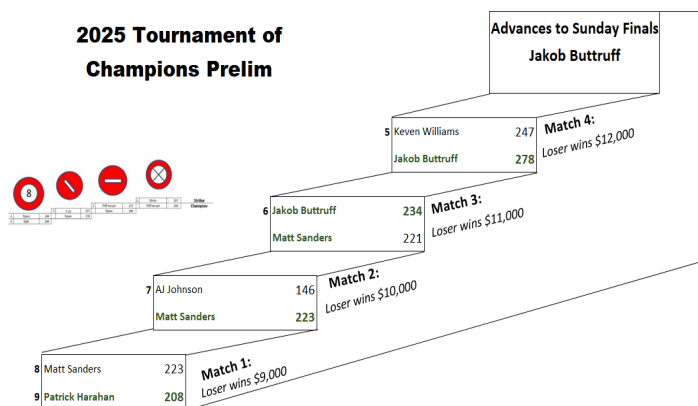 2025 Tournament of
Champions Prelim
Advances to Sunday Finals
Jakob Buttruff
5 Keven Williams 247
Jakob Buttruff 278
Match 4:
Loser wins $12,000
6 Jakob Buttruff 234
Matt Sanders 221
Match 3:
Loser wins $11,000
7 AJ Johnson 146
Matt Sanders 223
Match 2:
Loser wins $10,000
8 Matt Sanders 223
9 Patrick Harahan 208
Match 1:
Loser wins $9,000
8
Strike
Champion